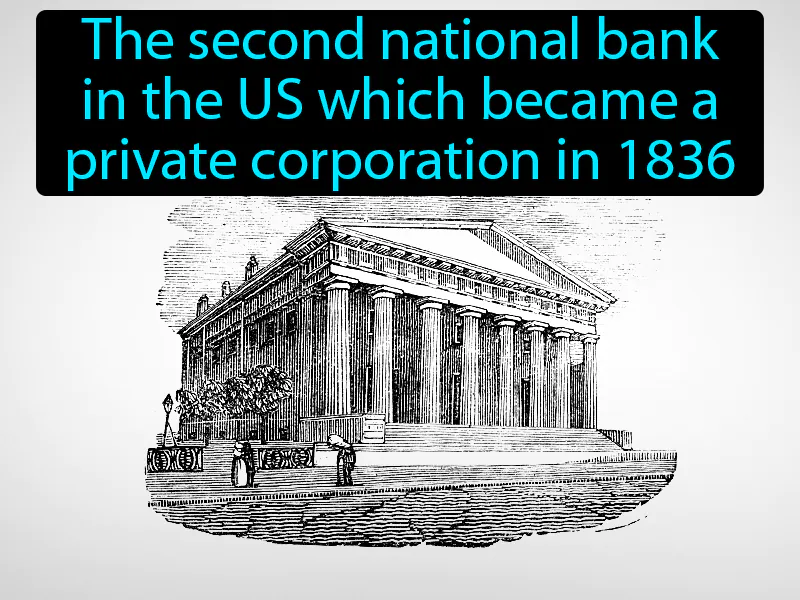 The second national bank
in the US which became a
private corporation in 1836